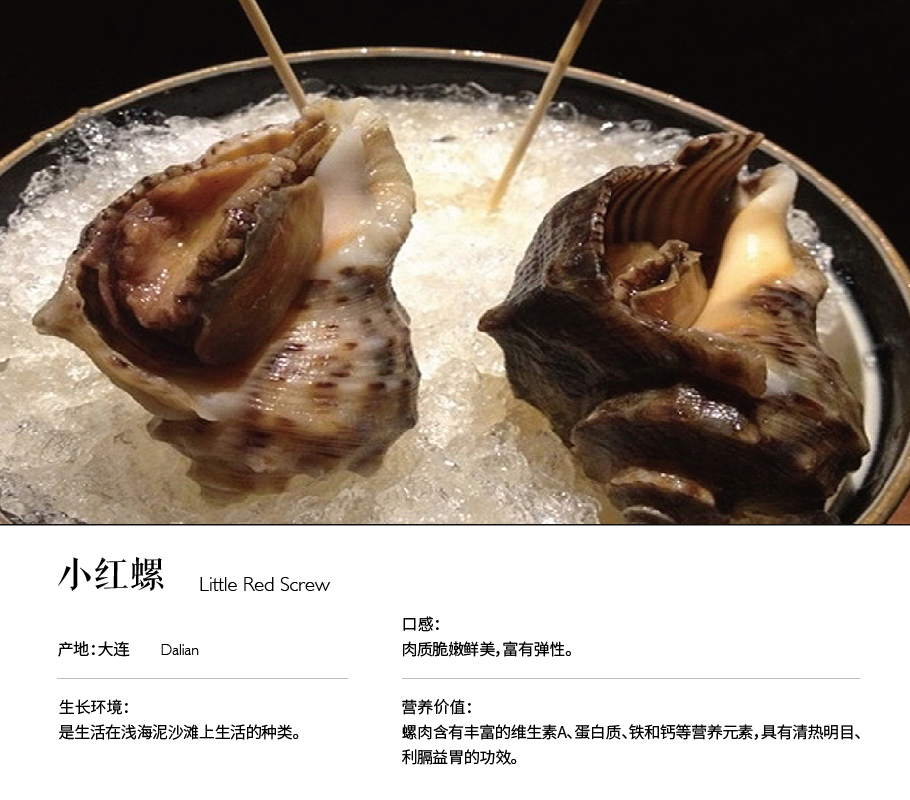 小红螺 Little Red Screw
产地：大连 Dalian
口感：
肉质脆嫩鲜美，富有弹性。
生长环境：
是生活在浅海泥沙滩上生活的种类。
营养价值：
螺肉含有丰富的维生素A、蛋白质、铁和钙等营养元素，具有清热明目、
利膈益胃的功效。